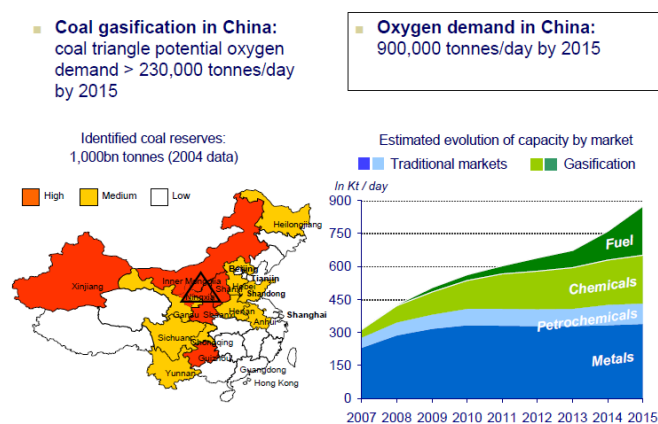 Coal gasification in China:
coal triangle potential oxygen
demand > 230,000 tonnes/day
by 2015
Oxygen demand in China:
900,000 tonnes/day by 2015
Identified coal reserves:
1,000bn tonnes (2004 data)
High
Medium
Low
Heilongjiang
Xinjiang
Inner Mongolia
Beijing
Tianjin
Hebei
Shandong
Gansu
Henan
Shanghai
Anhui
Sichuan
Chongqing
Guizhou
Yunnan
Guangdong
Hong Kong
Estimated evolution of capacity by market
Traditional markets
Gasification
In Kt / day
900
750
600
450
300
150
0
Fuel
Chemicals
Petrochemicals
Metals
2007 2008 2009 2010 2011 2012 2013 2014 2015